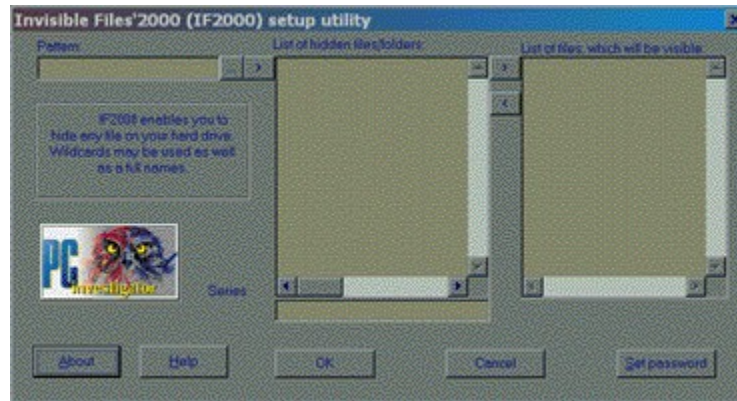 Invisible Files'2000 (IF2000) setup utility
Pattern:
List of hidden files/folders:
List of files, which will be visible:
IF2000 enables you to
hide any file on your hard drive.
Wildcards may be used as well
as a full names.
PC
Investigator
Series
About
Help
OK
Cancel
Set password